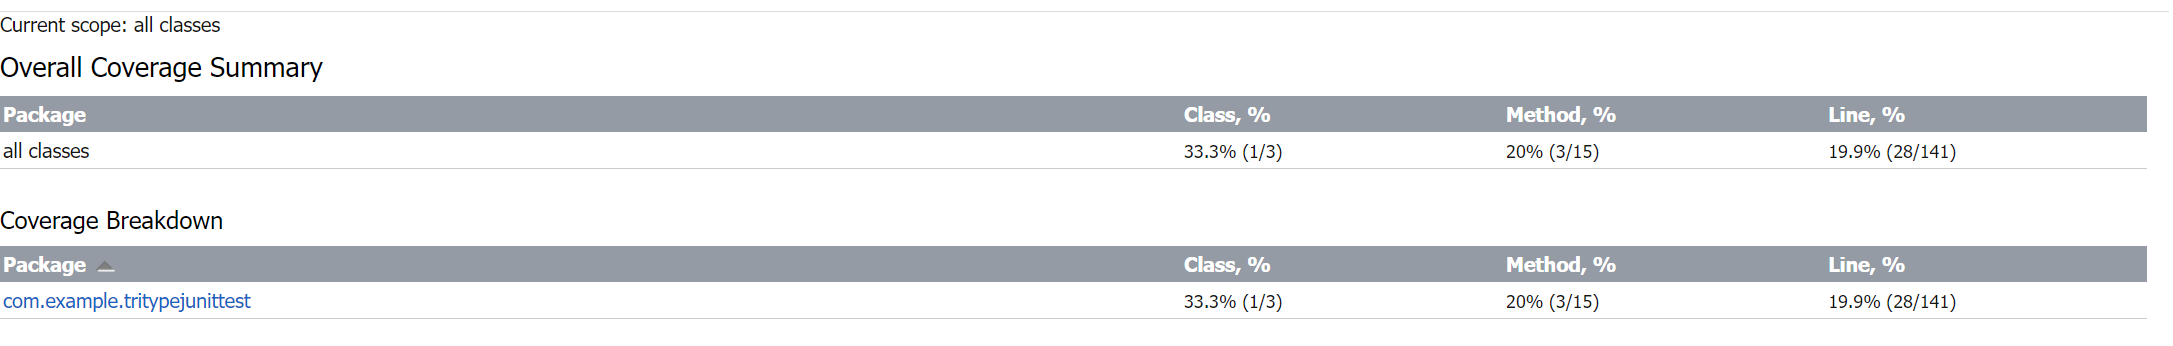 Current scope: all classes
Overall Coverage Summary
Package Class, % Method, % Line, %
all classes 33.3% (1/3) 20% (3/15) 19.9% (28/141)
Coverage Breakdown
Package Class, % Method, % Line, %
com.example.tritypejunittest 33.3% (1/3) 20% (3/15) 19.9% (28/141)